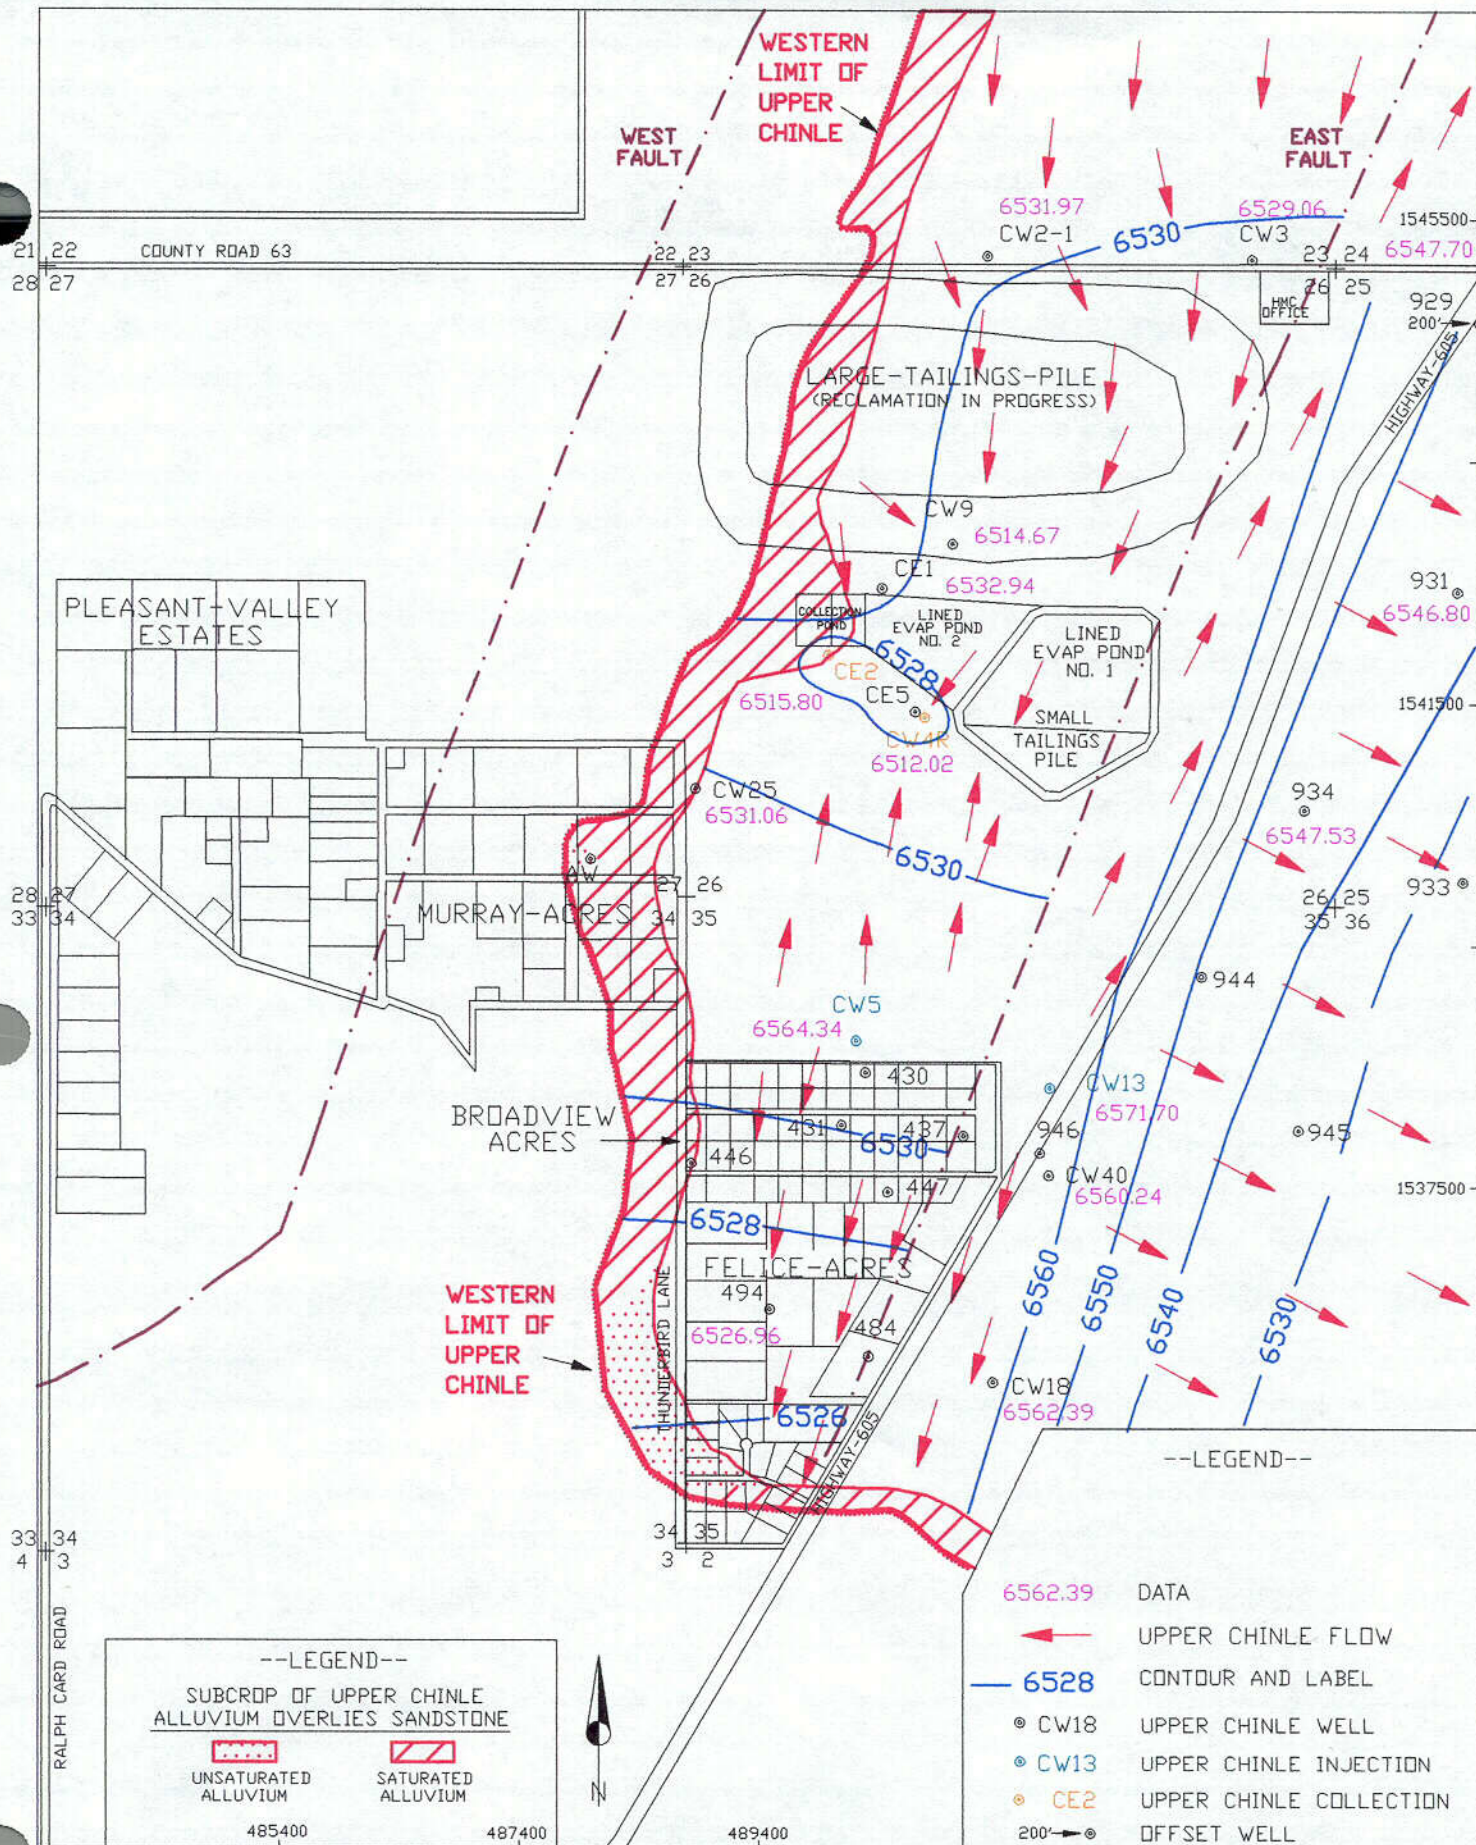 WESTERN
LIMIT OF
UPPER
CHINLE
WEST
FAULT
EAST
FAULT
6531.97
CW2-1
6530
6529.06
CW3
1545500
6547.70
21 22
28 27
COUNTY ROAD 63
22 23
27 26
23 24
26 25
HMC
OFFICE
929
200'
HIGHWAY-605
LARGE-TAILINGS-PILE
(RECLAMATION IN PROGRESS)
CW9
6514.67
CE1
6532.94
931
6546.80
PLEASANT-VALLEY
ESTATES
COLLECTION
POND
LINED
EVAP POND
NO. 2
LINED
EVAP POND
NO. 1
6528
CE2
CE5
6515.80
CW4R
6512.02
SMALL
TAILINGS
PILE
1541500
CW25
6531.06
934
6547.53
6530
AW
933
28 27
33 34
27 26
34 35
26 25
35 36
MURRAY-ACRES
944
CW5
6564.34
430
CW13
6571.70
BROADVIEW
ACRES
431
437
946
945
6530
446
447
CW40
6560.24
1537500
6528
FELICE-ACRES
6560
6550
6540
6530
THUNDERBIRD LANE
494
6526.96
484
WESTERN
LIMIT OF
UPPER
CHINLE
CW18
6562.39
6526
HIGHWAY-605
33 34
4 3
34 35
3 2
RALPH CARD ROAD
--LEGEND--
SUBCROP OF UPPER CHINLE
ALLUVIUM OVERLIES SANDSTONE
UNSATURATED
ALLUVIUM
SATURATED
ALLUVIUM
N
485400
487400
489400
--LEGEND--
6562.39 DATA
UPPER CHINLE FLOW
6528 CONTOUR AND LABEL
CW18 UPPER CHINLE WELL
CW13 UPPER CHINLE INJECTION
CE2 UPPER CHINLE COLLECTION
200' OFFSET WELL